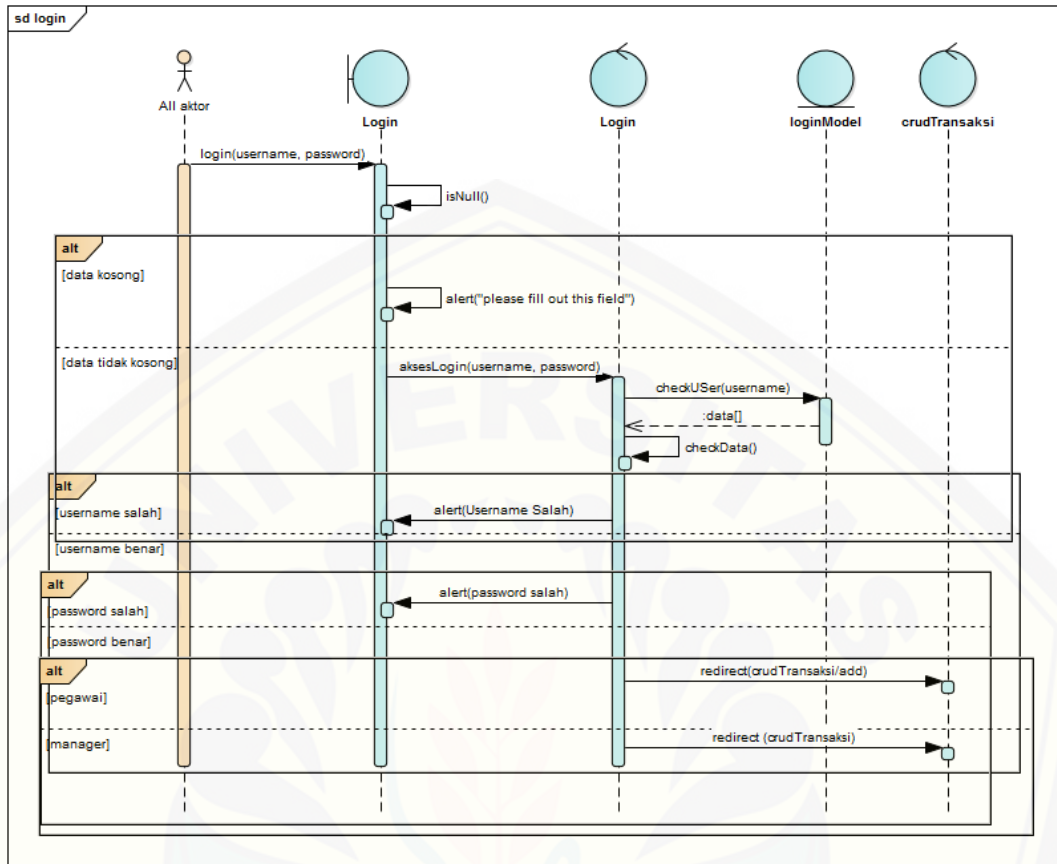 sd login
All aktor
Login
Login
loginModel
crudTransaksi
login(username, password)
isNull()
alt
[data kosong]
alert("please fill out this field")
[data tidak kosong]
aksesLogin(username, password)
checkUSer(username)
:data[]
checkData()
alt
[username salah]
alert(Username Salah)
[username benar]
alt
alert(password salah)
[password salah]
[password benar]
alt
redirect(crudTransaksi/add)
[pegawai]
[manager]
redirect (crudTransaksi)
UNIVERSITAS